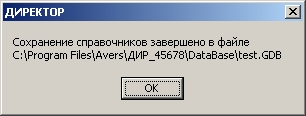 ДИРЕКТОР
Сохранение справочников завершено в файле
C:\Program Files\Avers\ДИР_45678\DataBase\test.GDB
OK